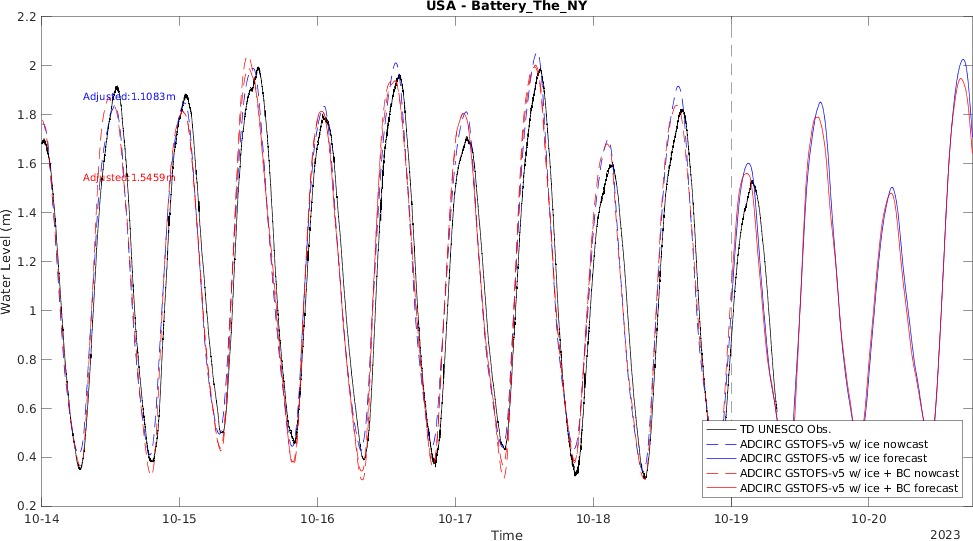 USA - Battery_The_NY
2.2
2
1.8
1.6
1.4
1.2
1
0.8
0.6
0.4
0.2
Water Level (m)
Adjusted:1.1083m
Adjusted:1.5459m
TD UNESCO Obs.
ADCIRC GSTOFS-v5 w/ ice nowcast
ADCIRC GSTOFS-v5 w/ ice forecast
ADCIRC GSTOFS-v5 w/ ice + BC nowcast
ADCIRC GSTOFS-v5 w/ ice + BC forecast
10-14 10-15 10-16 10-17 10-18 10-19 10-20
Time
2023